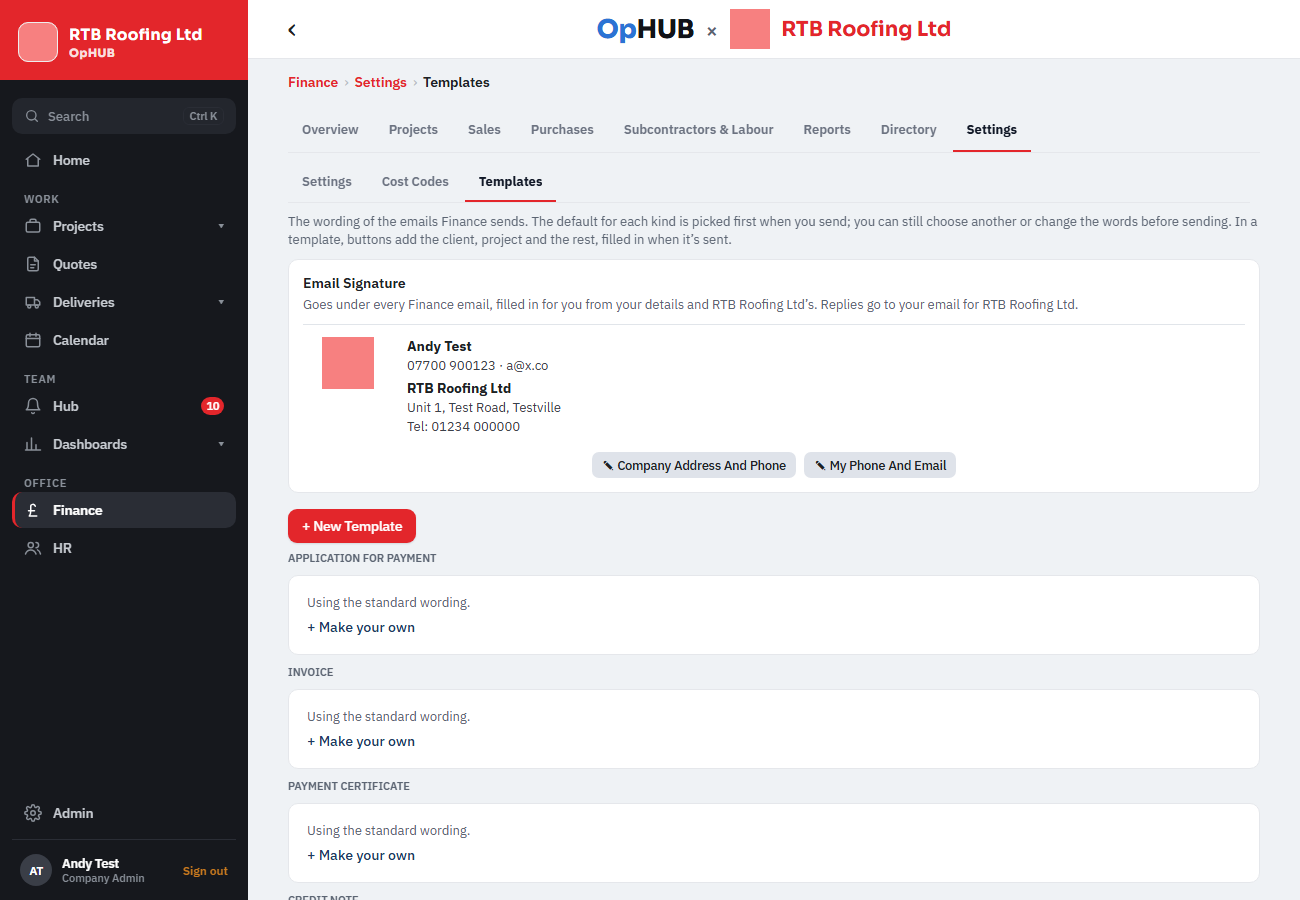 RTB Roofing Ltd
OpHUB
Search
Ctrl K
Home
WORK
Projects
Quotes
Deliveries
Calendar
TEAM
Hub
10
Dashboards
OFFICE
£ Finance
HR
Admin
AT
Andy Test
Company Admin
Sign out
OpHUB × RTB Roofing Ltd
Finance › Settings › Templates
Overview Projects Sales Purchases Subcontractors & Labour Reports Directory Settings
Settings Cost Codes Templates
The wording of the emails Finance sends. The default for each kind is picked first when you send; you can still choose another or change the words before sending. In a
template, buttons add the client, project and the rest, filled in when it’s sent.
Email Signature
Goes under every Finance email, filled in for you from your details and RTB Roofing Ltd’s. Replies go to your email for RTB Roofing Ltd.
Andy Test
07700 900123 · a@x.co
RTB Roofing Ltd
Unit 1, Test Road, Testville
Tel: 01234 000000
Company Address And Phone
My Phone And Email
+ New Template
APPLICATION FOR PAYMENT
Using the standard wording.
+ Make your own
INVOICE
Using the standard wording.
+ Make your own
PAYMENT CERTIFICATE
Using the standard wording.
+ Make your own
CREDIT NOTE